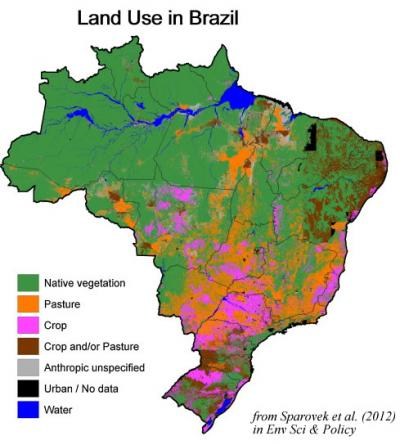 Land Use in Brazil
Native vegetation
Pasture
Crop
Crop and/or Pasture
Anthropic unspecified
Urban / No data
Water
from Sparovek et al. (2012)
in Env Sci & Policy